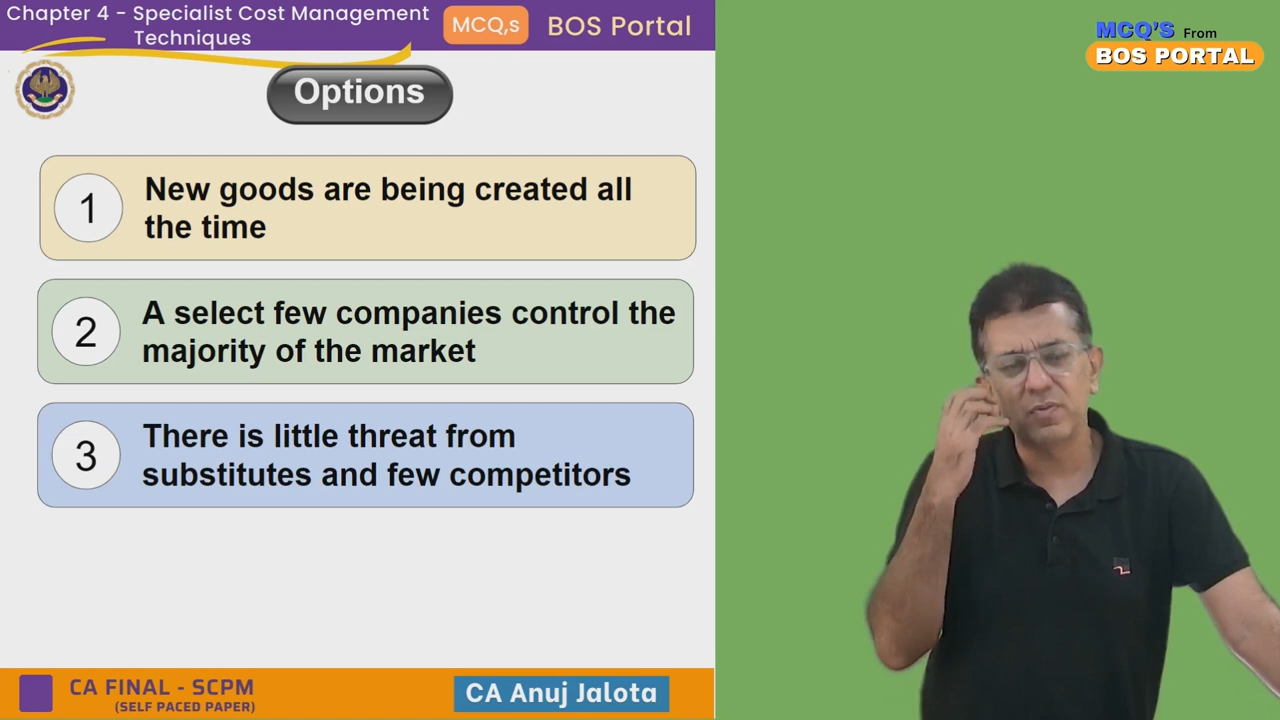 Chapter 4 - Specialist Cost Management
Techniques
MCQ,s
BOS Portal
MCQ'S From
BOS PORTAL
Options
1
New goods are being created all
the time
2
A select few companies control the
majority of the market
3
There is little threat from
substitutes and few competitors
CA FINAL - SCPM
(SELF PACED PAPER)
CA Anuj Jalota